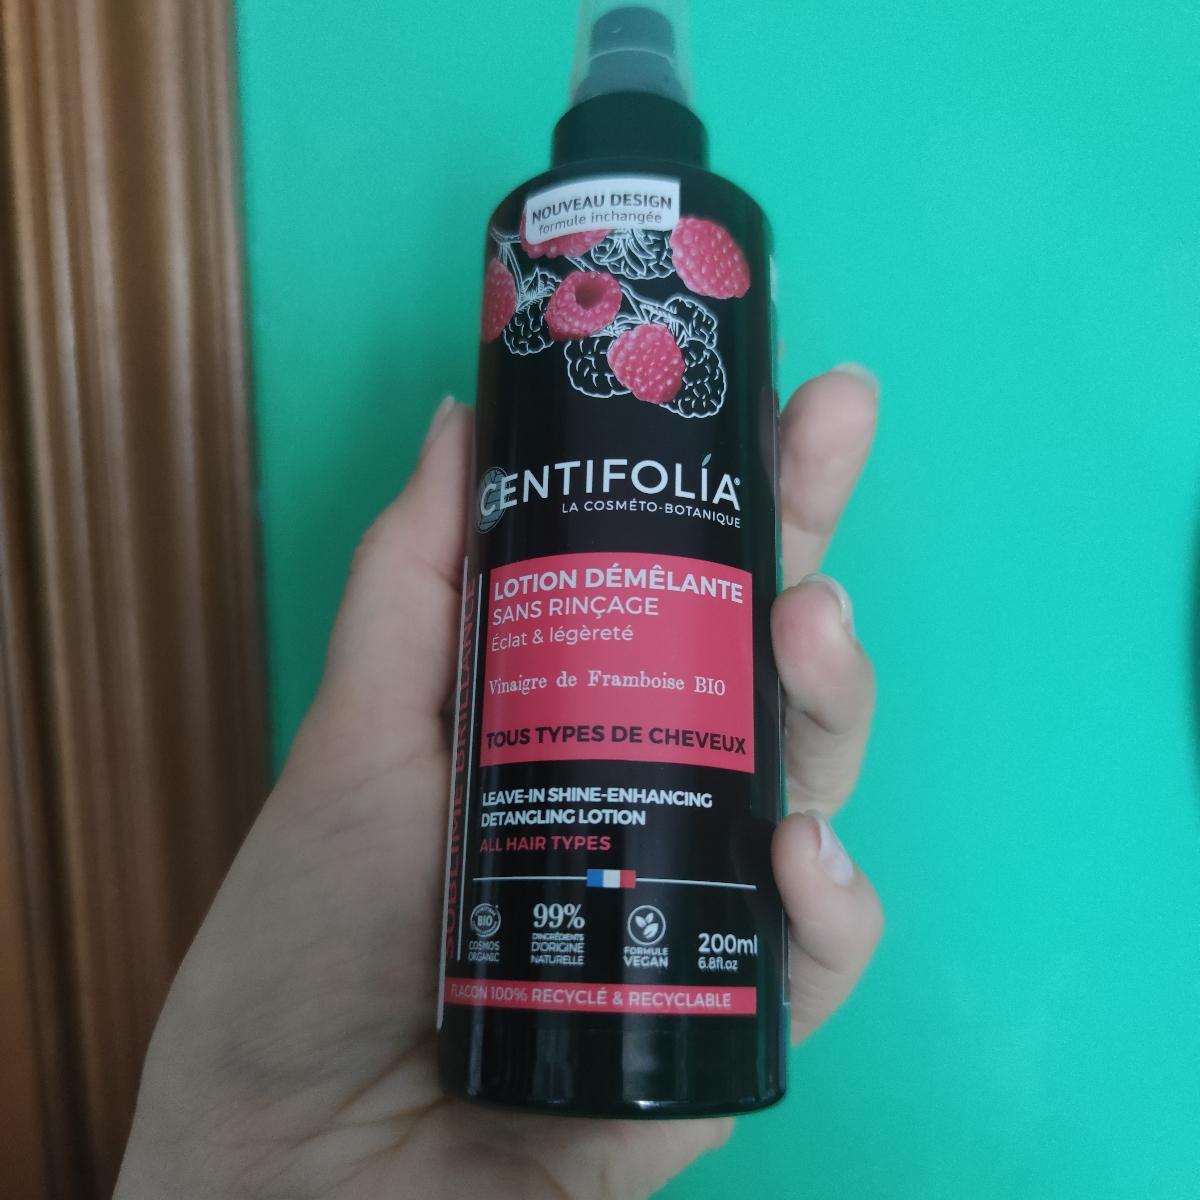 NOUVEAU DESIGN
formule inchangée
CENTIFOLIA®
LA COSMÉTO-BOTANIQUE
SUBLIME BRILLANCE
LOTION DÉMÊLANTE
SANS RINÇAGE
Éclat & légèreté
Vinaigre de Framboise BIO
TOUS TYPES DE CHEVEUX
LEAVE-IN SHINE-ENHANCING
DETANGLING LOTION
ALL HAIR TYPES
BIO
COSMOS
ORGANIC
99%
D'INGRÉDIENTS
D'ORIGINE
NATURELLE
FORMULE
VEGAN
200ml
6.8fl.oz
FLACON 100% RECYCLÉ & RECYCLABLE